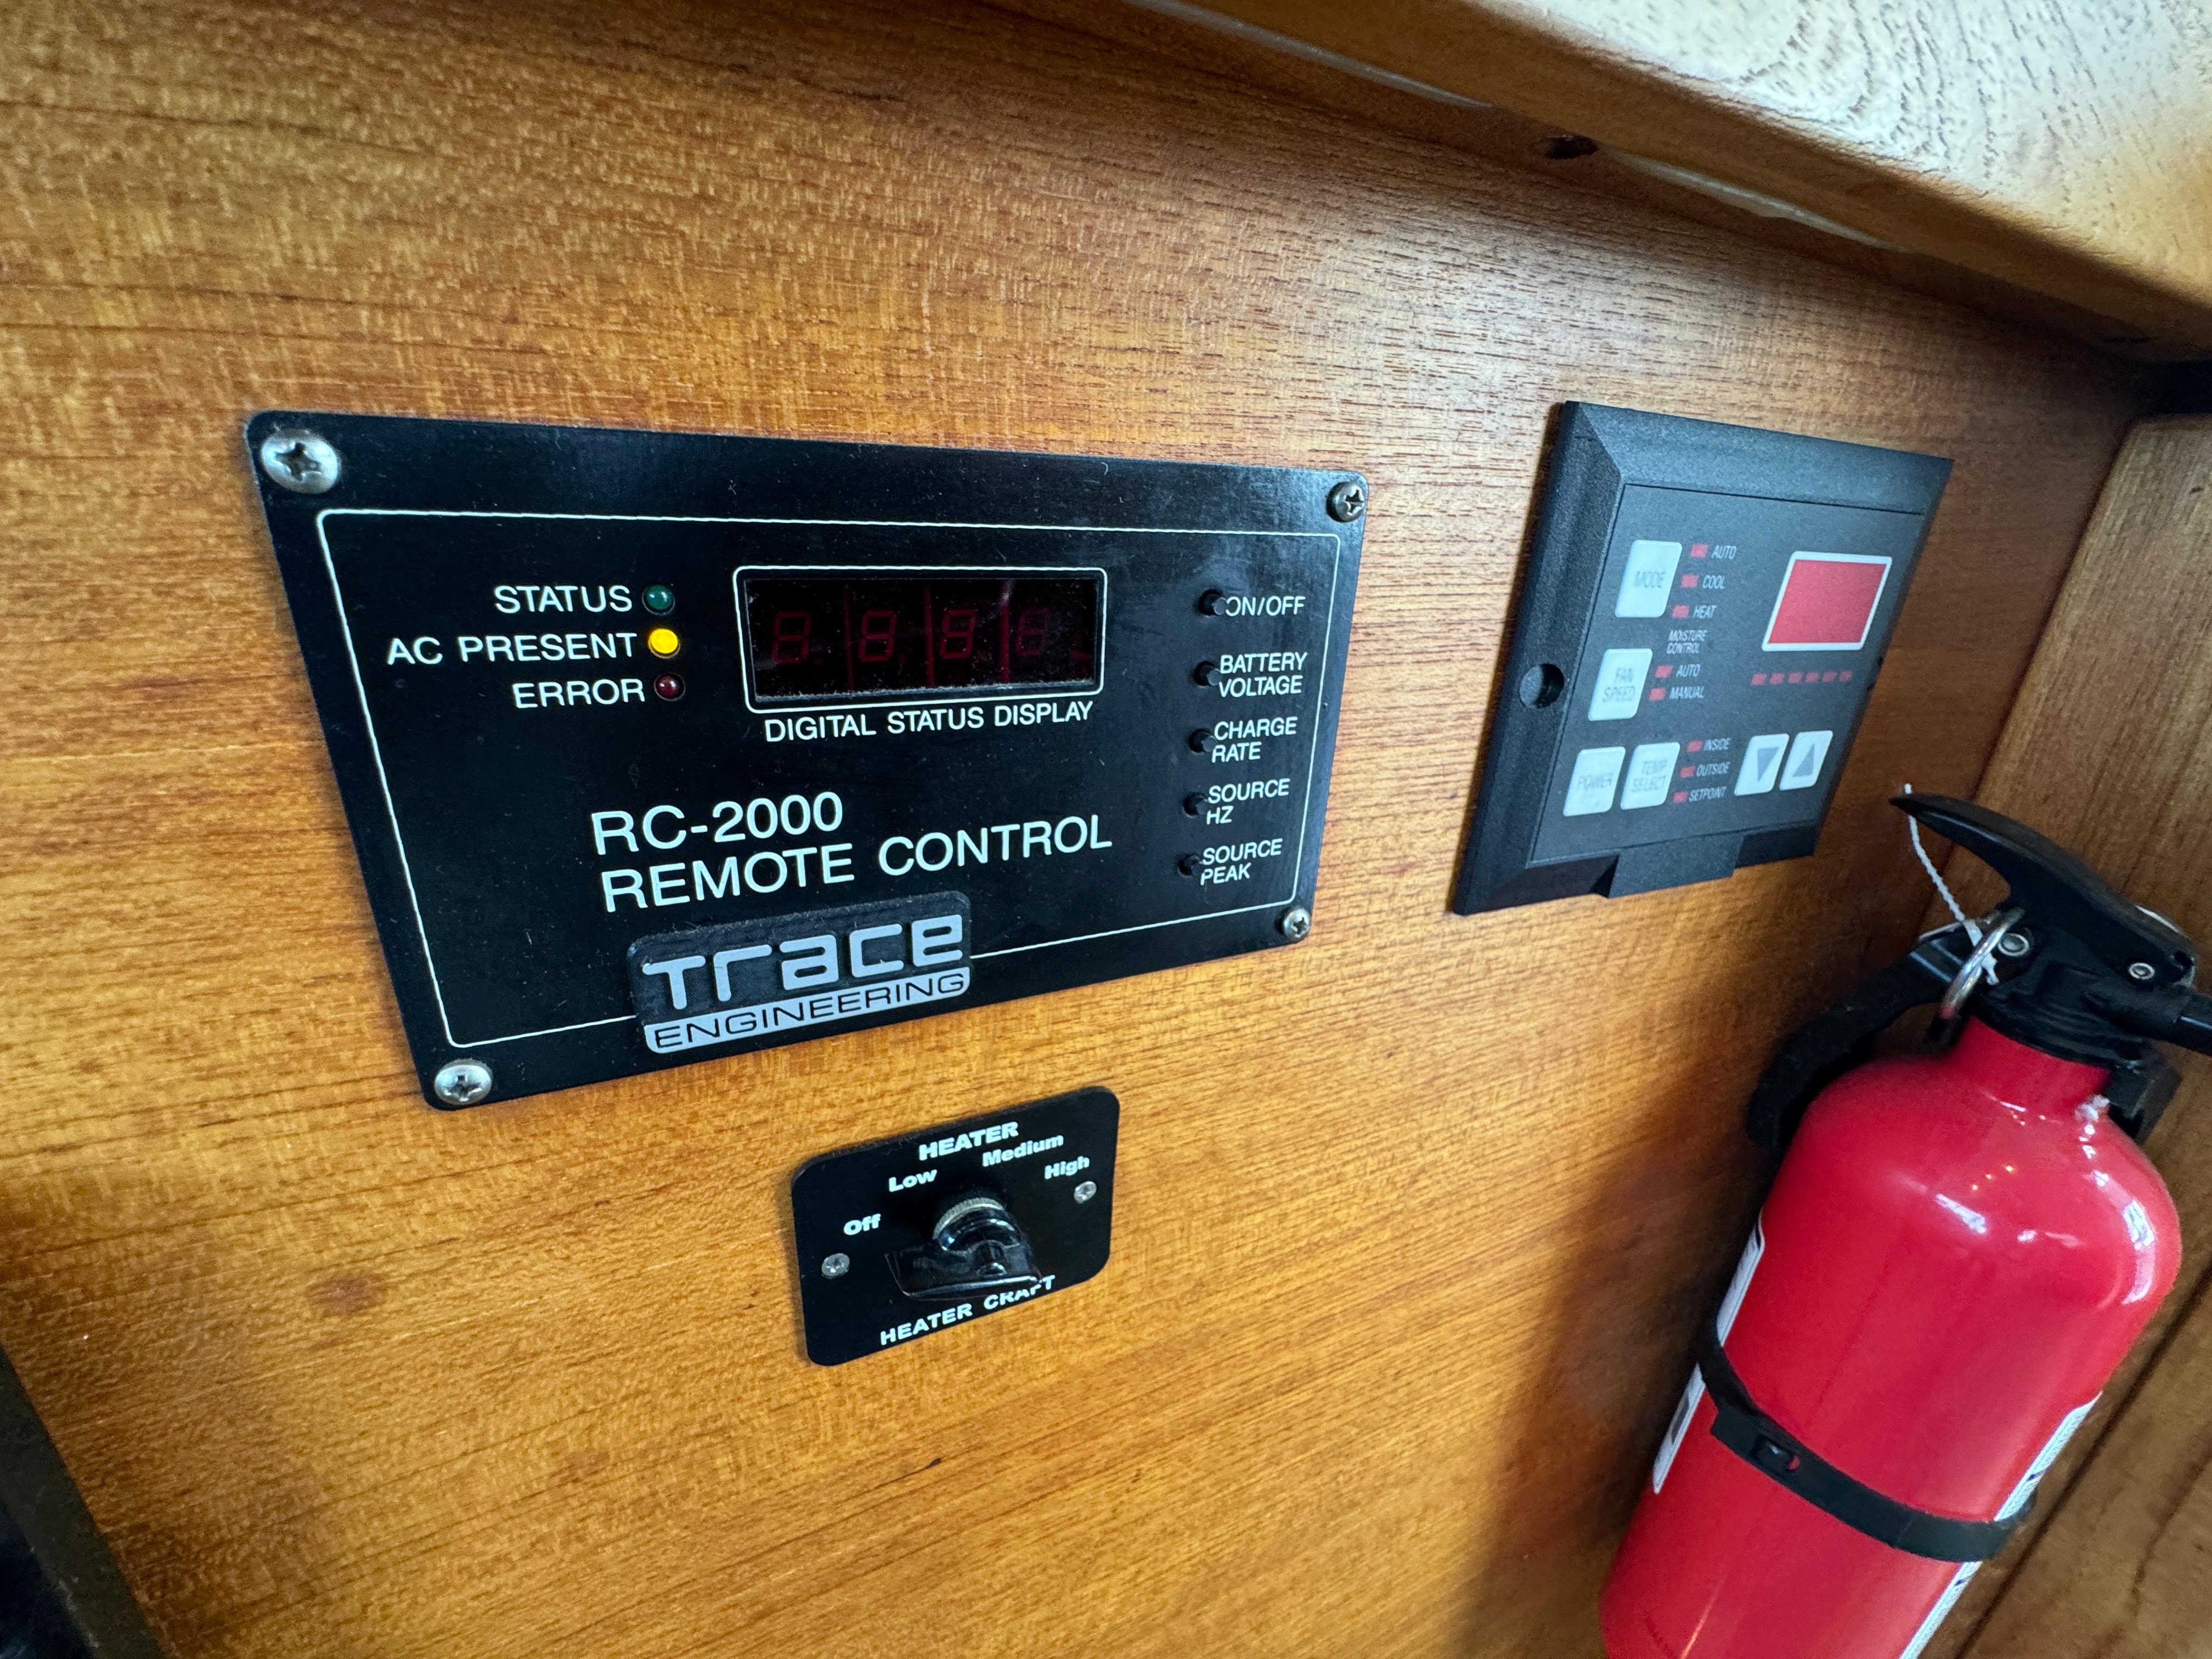 STATUS
AC PRESENT
ERROR
DIGITAL STATUS DISPLAY
ON/OFF
BATTERY
VOLTAGE
CHARGE
RATE
SOURCE
HZ
SOURCE
PEAK
RC-2000
REMOTE CONTROL
Trace
ENGINEERING
MODE
AUTO
COOL
HEAT
MOISTURE
CONTROL
FAN
SPEED
AUTO
MANUAL
POWER
TEMP
SELECT
INSIDE
OUTSIDE
SETPOINT
HEATER
Off
Low
Medium
High
HEATER CRAFT